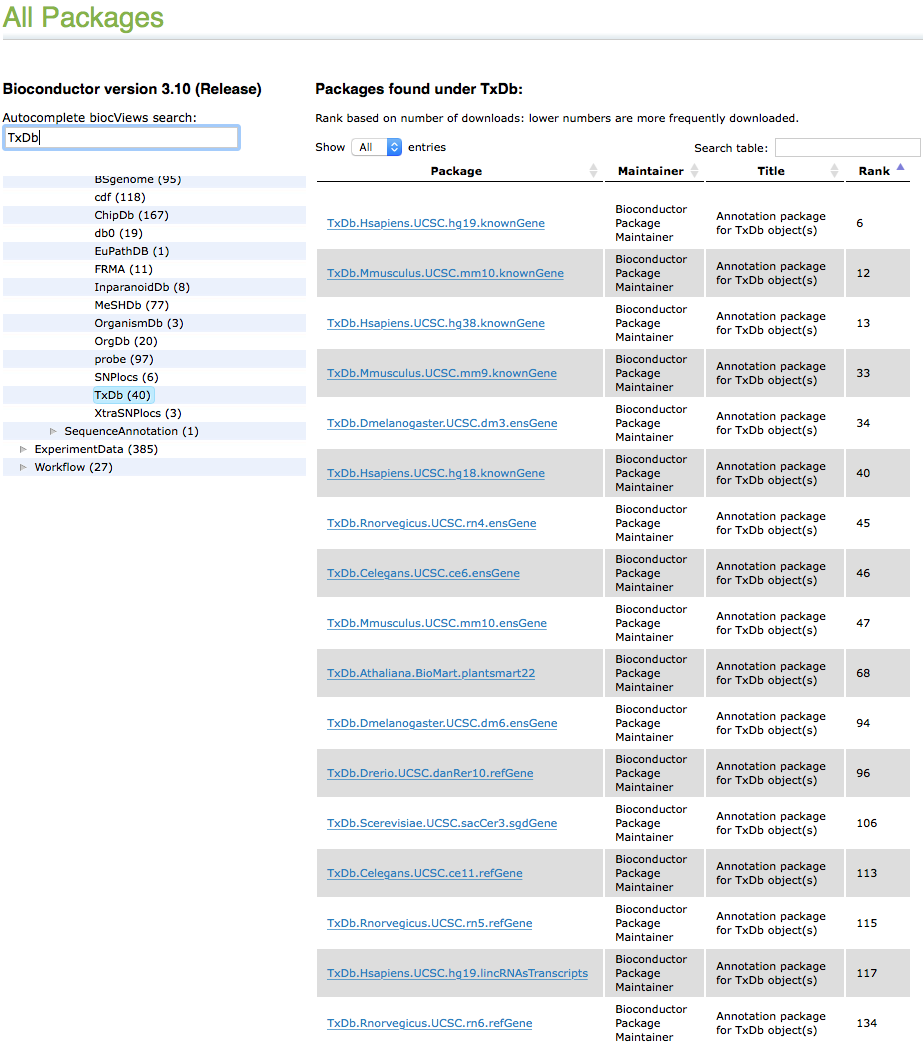 All Packages
Bioconductor version 3.10 (Release)
Autocomplete biocViews search:
TxDb
BSgenome (95)
cdf (118)
ChipDb (167)
db0 (19)
EuPathDB (1)
FRMA (11)
InparanoidDb (8)
MeSHDb (77)
OrganismDb (3)
OrgDb (20)
probe (97)
SNPlocs (6)
TxDb (40)
XtraSNPlocs (3)
SequenceAnnotation (1)
ExperimentData (385)
Workflow (27)
Packages found under TxDb:
Rank based on number of downloads: lower numbers are more frequently downloaded.
Show All entries
Search table:
Package Maintainer Title Rank
TxDb.Hsapiens.UCSC.hg19.knownGene
Bioconductor
Package
Maintainer
Annotation package
for TxDb object(s)
6
TxDb.Mmusculus.UCSC.mm10.knownGene
Bioconductor
Package
Maintainer
Annotation package
for TxDb object(s)
12
TxDb.Hsapiens.UCSC.hg38.knownGene
Bioconductor
Package
Maintainer
Annotation package
for TxDb object(s)
13
TxDb.Mmusculus.UCSC.mm9.knownGene
Bioconductor
Package
Maintainer
Annotation package
for TxDb object(s)
33
TxDb.Dmelanogaster.UCSC.dm3.ensGene
Bioconductor
Package
Maintainer
Annotation package
for TxDb object(s)
34
TxDb.Hsapiens.UCSC.hg18.knownGene
Bioconductor
Package
Maintainer
Annotation package
for TxDb object(s)
40
TxDb.Rnorvegicus.UCSC.rn4.ensGene
Bioconductor
Package
Maintainer
Annotation package
for TxDb object(s)
45
TxDb.Celegans.UCSC.ce6.ensGene
Bioconductor
Package
Maintainer
Annotation package
for TxDb object(s)
46
TxDb.Mmusculus.UCSC.mm10.ensGene
Bioconductor
Package
Maintainer
Annotation package
for TxDb object(s)
47
TxDb.Athaliana.BioMart.plantsmart22
Bioconductor
Package
Maintainer
Annotation package
for TxDb object(s)
68
TxDb.Dmelanogaster.UCSC.dm6.ensGene
Bioconductor
Package
Maintainer
Annotation package
for TxDb object(s)
94
TxDb.Drerio.UCSC.danRer10.refGene
Bioconductor
Package
Maintainer
Annotation package
for TxDb object(s)
96
TxDb.Scerevisiae.UCSC.sacCer3.sgdGene
Bioconductor
Package
Maintainer
Annotation package
for TxDb object(s)
106
TxDb.Celegans.UCSC.ce11.refGene
Bioconductor
Package
Maintainer
Annotation package
for TxDb object(s)
113
TxDb.Rnorvegicus.UCSC.rn5.refGene
Bioconductor
Package
Maintainer
Annotation package
for TxDb object(s)
115
TxDb.Hsapiens.UCSC.hg19.lincRNAsTranscripts
Bioconductor
Package
Maintainer
Annotation package
for TxDb object(s)
117
TxDb.Rnorvegicus.UCSC.rn6.refGene
Bioconductor
Package
Maintainer
Annotation package
for TxDb object(s)
134